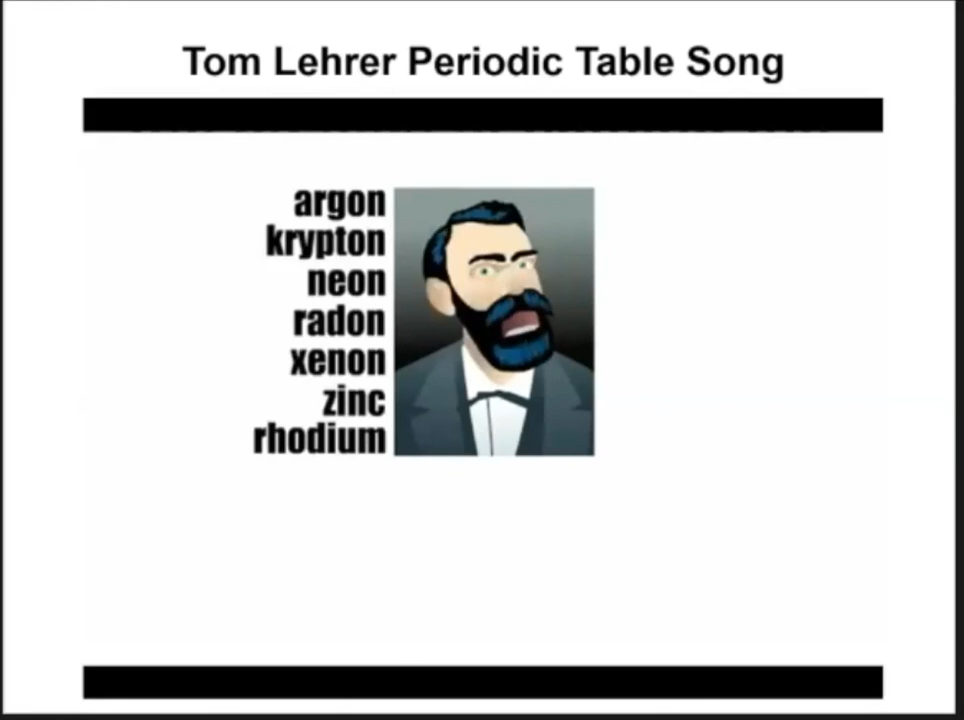 Tom Lehrer Periodic Table Song
argon
krypton
neon
radon
xenon
zinc
rhodium